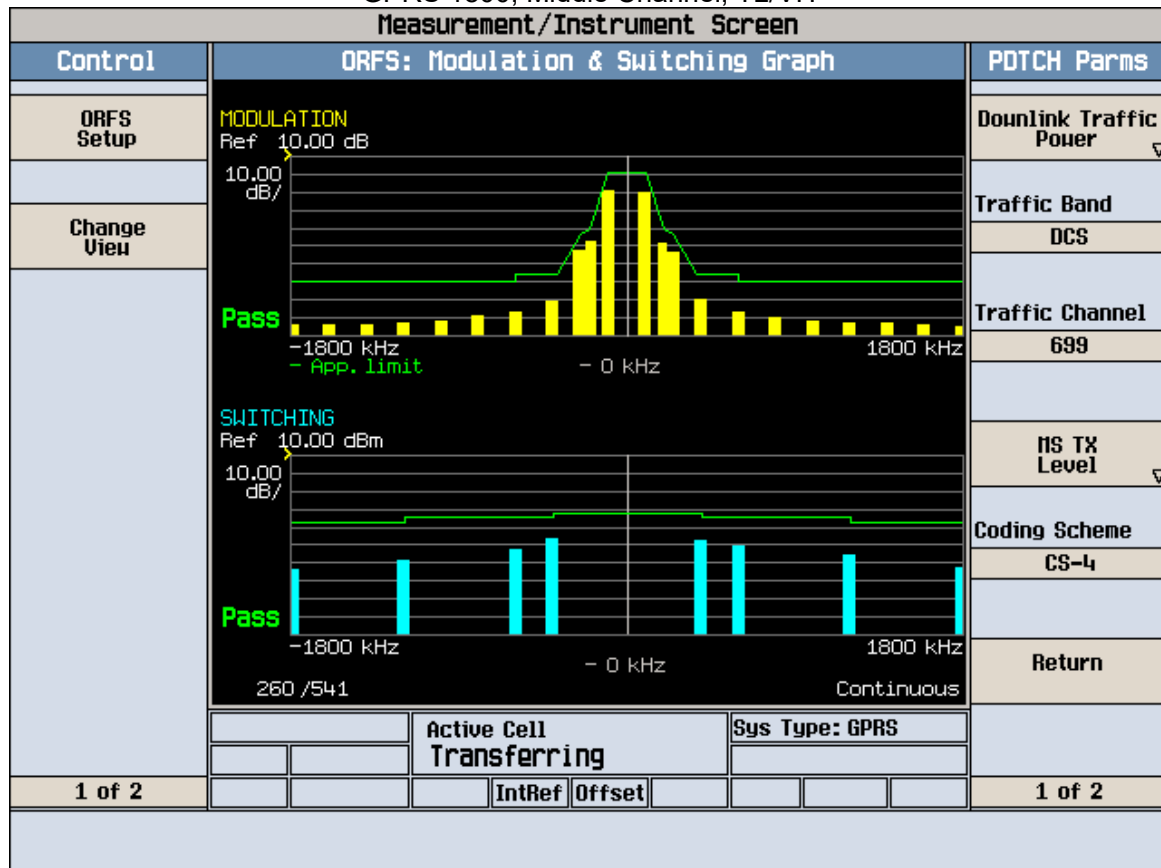 Measurement/Instrument Screen
Control
ORFS: Modulation & Switching Graph
PDTCH Parms
ORFS
Setup
Change
View
MODULATION
Ref 10.00 dB
10.00
dB/
Pass
-1800 kHz
1800 kHz
- App. limit
- 0 kHz
SWITCHING
Ref 10.00 dBm
10.00
dB/
Pass
-1800 kHz
1800 kHz
- 0 kHz
260 /541
Continuous
Downlink Traffic
Power
Traffic Band
DCS
Traffic Channel
699
MS TX
Level
Coding Scheme
CS-4
Return
Active Cell
Transferring
Sys Type: GPRS
IntRef
Offset
1 of 2
1 of 2